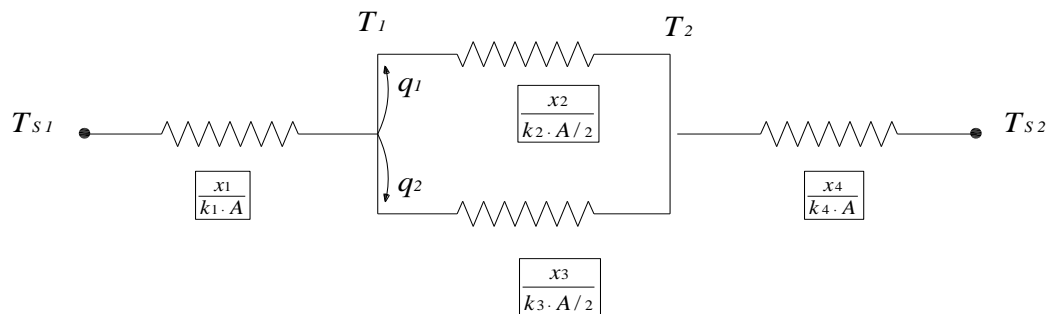 T1
T2
q1
x2
k2 · A/2
TS1
TS2
q2
x1
k1 · A
x4
k4 · A
x3
k3 · A/2